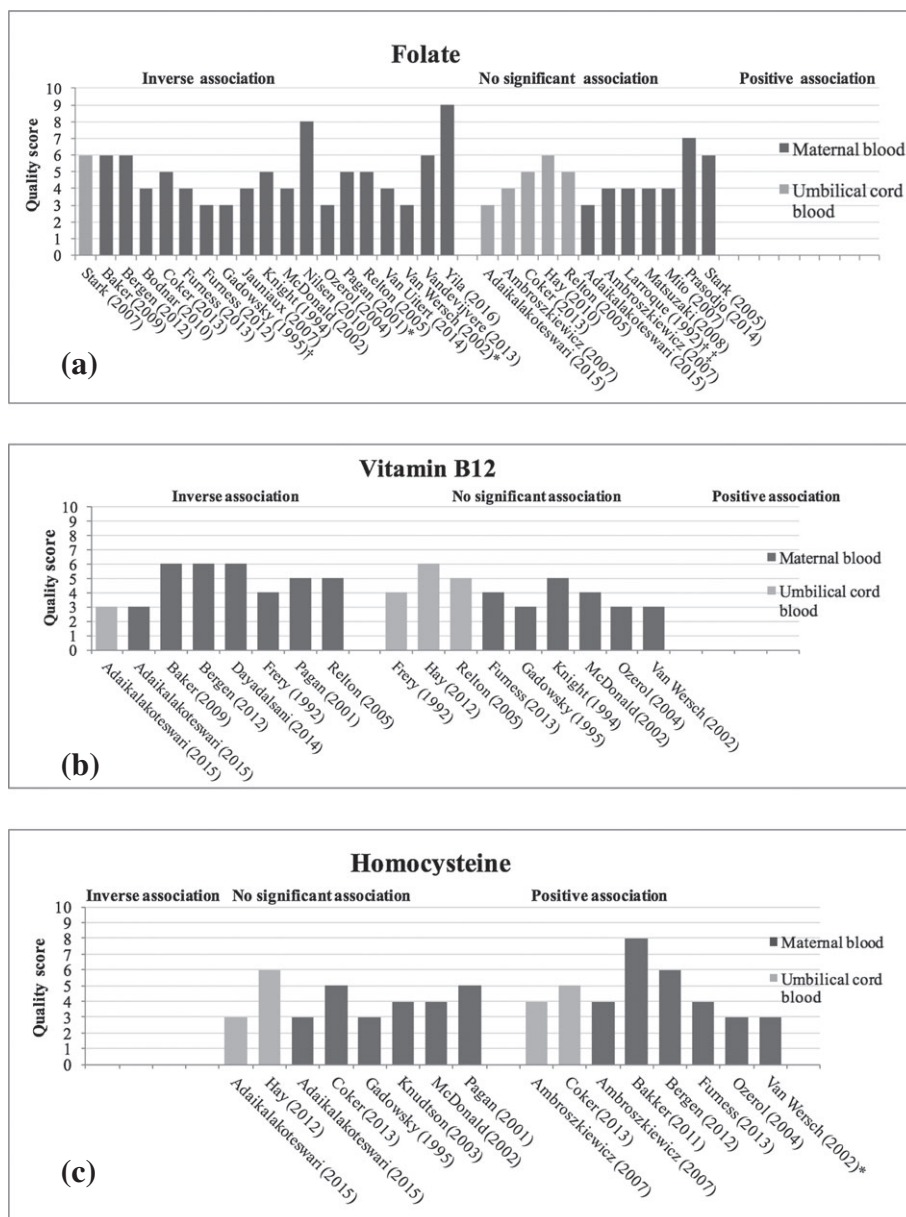 Folate
Inverse association No significant association Positive association
Quality score
10
9
8
7
6
5
4
3
2
1
0
Maternal blood
Umbilical cord
blood
Stark (2007)
Baker (2009)
Bergen (2012)
Bodnar (2010)
Coker (2013)
Furness (2013)
Furness (2012)
Gadowsky (1995)†
Jauniaux (2007)
Knight (1994)
McDonald (2002)
Nilsen (2010)
Ozerol (2004)
Pagan (2001)*
Relton (2005)
Van Uitert (2014)
Van Wersch (2002)*
Vandevijvere (2013)
Yila (2016)
Adaikalakoteswari (2015)
Ambroszkiewicz (2007)
Coker (2013)
Hay (2010)
Relton (2005)
Adaikalakoteswari (2015)
Ambroszkiewicz (2007)
Larroque (1992)†
Matsuzaki (2008)
Mito (2007)
Prasodjo (2014)
Stark (2005)
(a)
Vitamin B12
Inverse association No significant association Positive association
Quality score
10
9
8
7
6
5
4
3
2
1
0
Maternal blood
Umbilical cord
blood
Adaikalakoteswari (2015)
Adaikalakoteswari (2015)
Baker (2009)
Bergen (2012)
Dayadalsani (2014)
Frery (1992)
Pagan (2001)
Relton (2005)
Frery (1992)
Hay (2012)
Relton (2005)
Furness (2013)
Gadowsky (1995)
Knight (1994)
McDonald (2002)
Ozerol (2004)
Van Wersch (2002)
(b)
Homocysteine
Inverse association No significant association Positive association
Quality score
10
9
8
7
6
5
4
3
2
1
0
Maternal blood
Umbilical cord
blood
Adaikalakoteswari (2015)
Hay (2012)
Adaikalakoteswari (2015)
Coker (2013)
Gadowsky (1995)
Knudtson (2003)
McDonald (2002)
Pagan (2001)
Ambroszkiewicz (2007)
Coker (2013)
Ambroszkiewicz (2007)
Bakker (2011)
Bergen (2012)
Furness (2013)
Ozerol (2004)
Van Wersch (2002)*
(c)